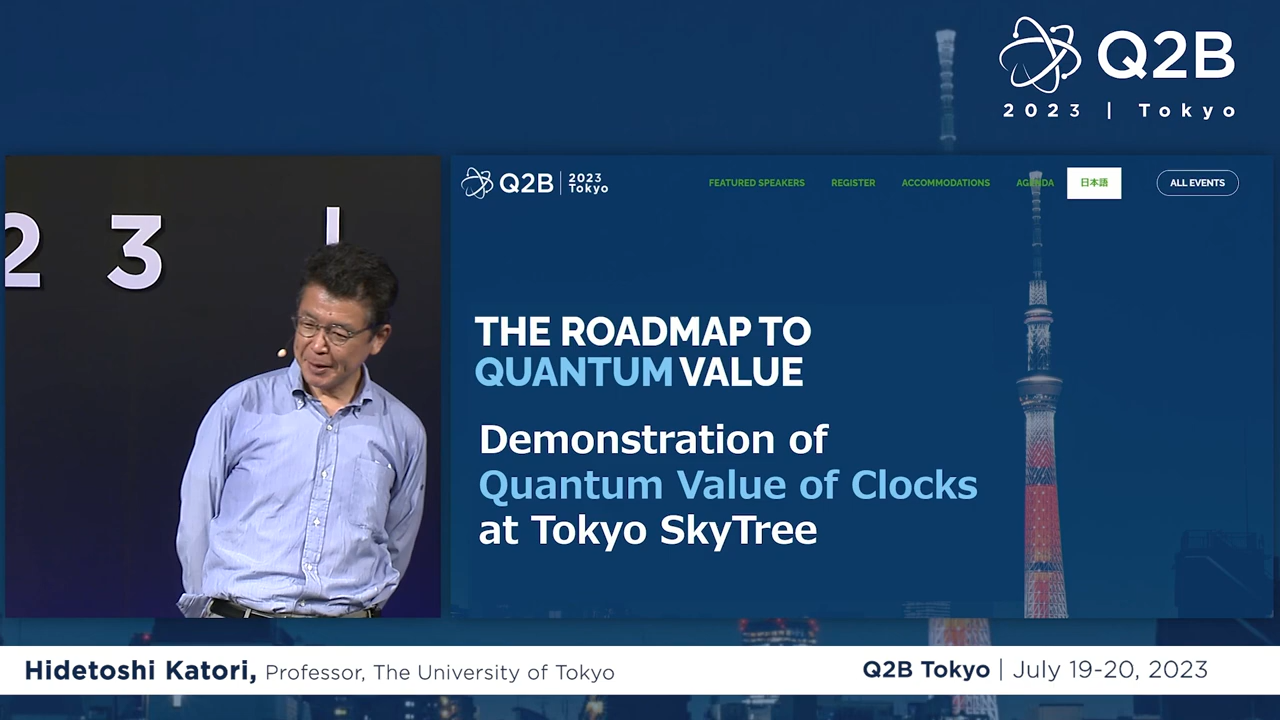 Q2B
2023 | Tokyo
2 3 |
Q2B | 2023 Tokyo
FEATURED SPEAKERS REGISTER ACCOMMODATIONS AGENDA 日本語 ALL EVENTS
THE ROADMAP TO
QUANTUM VALUE
Demonstration of
Quantum Value of Clocks
at Tokyo SkyTree
Hidetoshi Katori, Professor, The University of Tokyo
Q2B Tokyo | July 19-20, 2023